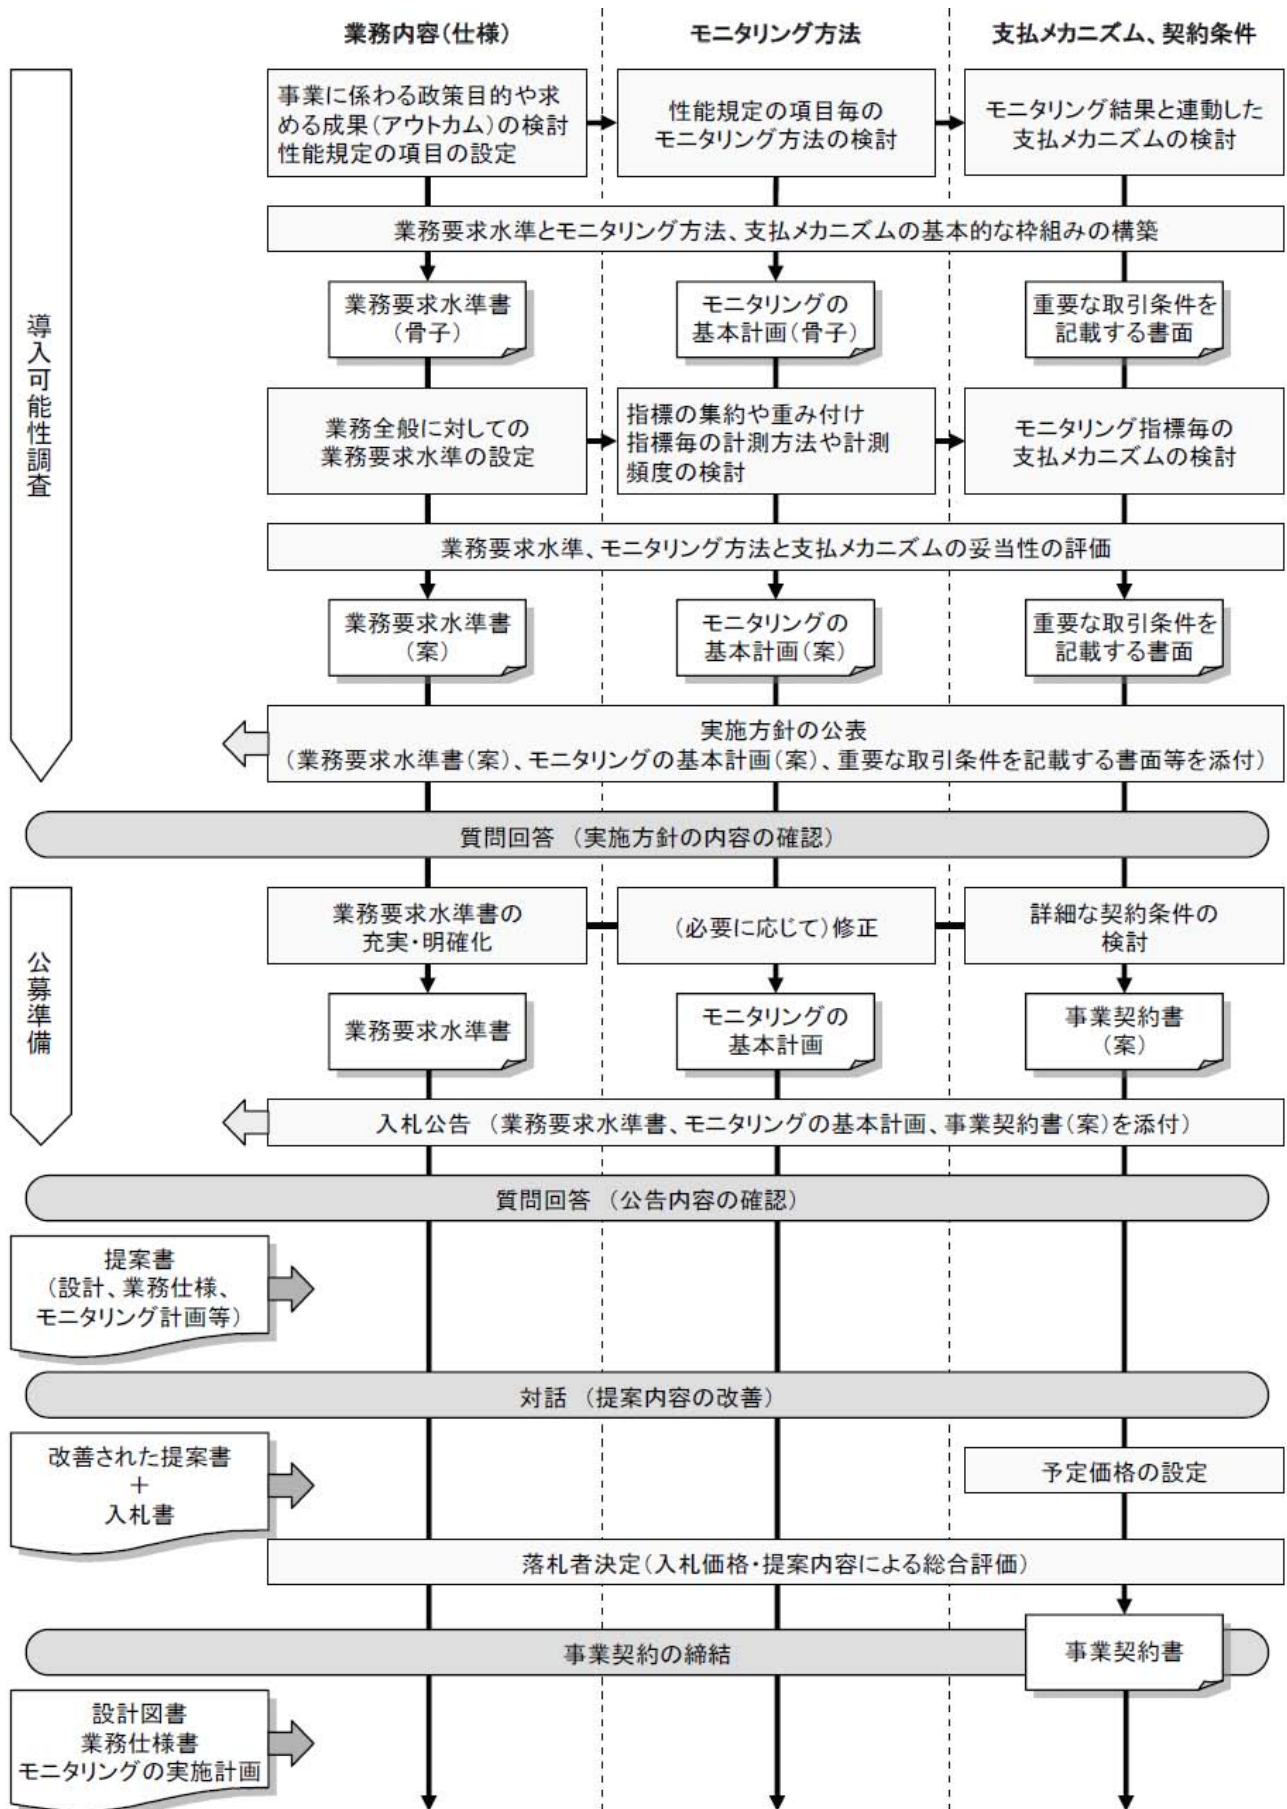 業務内容(仕様)
モニタリング方法
支払メカニズム、契約条件
導入可能性調査
事業に係わる政策目的や求
める成果(アウトカム)の検討
性能規定の項目の設定
性能規定の項目毎の
モニタリング方法の検討
モニタリング結果と連動した
支払メカニズムの検討
業務要求水準とモニタリング方法、支払メカニズムの基本的な枠組みの構築
業務要求水準書
(骨子)
モニタリングの
基本計画(骨子)
重要な取引条件を
記載する書面
業務全般に対しての
業務要求水準の設定
指標の集約や重み付け
指標毎の計測方法や計測
頻度の検討
モニタリング指標毎の
支払メカニズムの検討
業務要求水準、モニタリング方法と支払メカニズムの妥当性の評価
業務要求水準書
(案)
モニタリングの
基本計画(案)
重要な取引条件を
記載する書面
実施方針の公表
(業務要求水準書(案)、モニタリングの基本計画(案)、重要な取引条件を記載する書面等を添付)
質問回答 (実施方針の内容の確認)
公募準備
業務要求水準書の
充実・明確化
(必要に応じて)修正
詳細な契約条件の
検討
業務要求水準書
モニタリングの
基本計画
事業契約書
(案)
入札公告 (業務要求水準書、モニタリングの基本計画、事業契約書(案)を添付)
質問回答 (公告内容の確認)
提案書
(設計、業務仕様、
モニタリング計画等)
対話 (提案内容の改善)
改善された提案書
+
入札書
予定価格の設定
落札者決定(入札価格・提案内容による総合評価)
事業契約の締結
事業契約書
設計図書
業務仕様書
モニタリングの実施計画